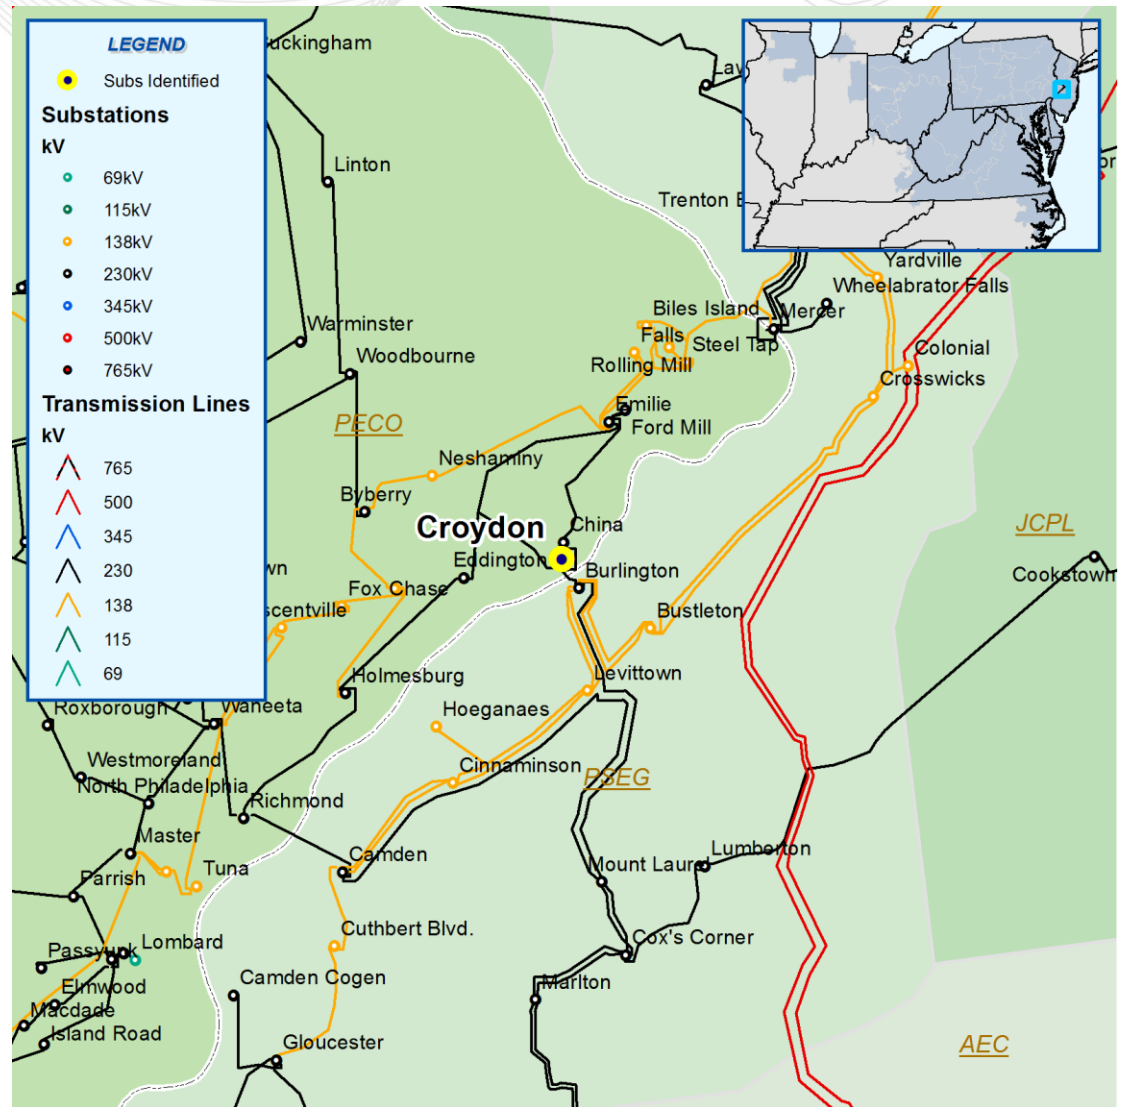 LEGEND
Subs Identified
Substations
kV
69kV
115kV
138kV
230kV
345kV
500kV
765kV
Transmission Lines
kV
765
500
345
230
138
115
69
Linton
Warminster
Woodbourne
PECO
Trenton
Yardville
Wheelabrator Falls
Biles Island
Mercer
Falls
Steel Tap
Rolling Mill
Colonial
Crosswicks
Emilie
Ford Mill
Neshaminy
Byberry
Croydon
China
JCPL
Eddington
Burlington
Cookstown
Fox Chase
Bustleton
Holmesburg
Levittown
Roxborough
Waneeta
Hoeganaes
Westmoreland
Cinnaminson
PSEG
North Philadelphia
Richmond
Master
Camden
Lumberton
Tuna
Parrish
Mount Laurel
Cuthbert Blvd.
Lombard
Cox's Corner
Passyunk
Camden Cogen
Marlton
Elmwood
Macdade
Island Road
Gloucester
AEC